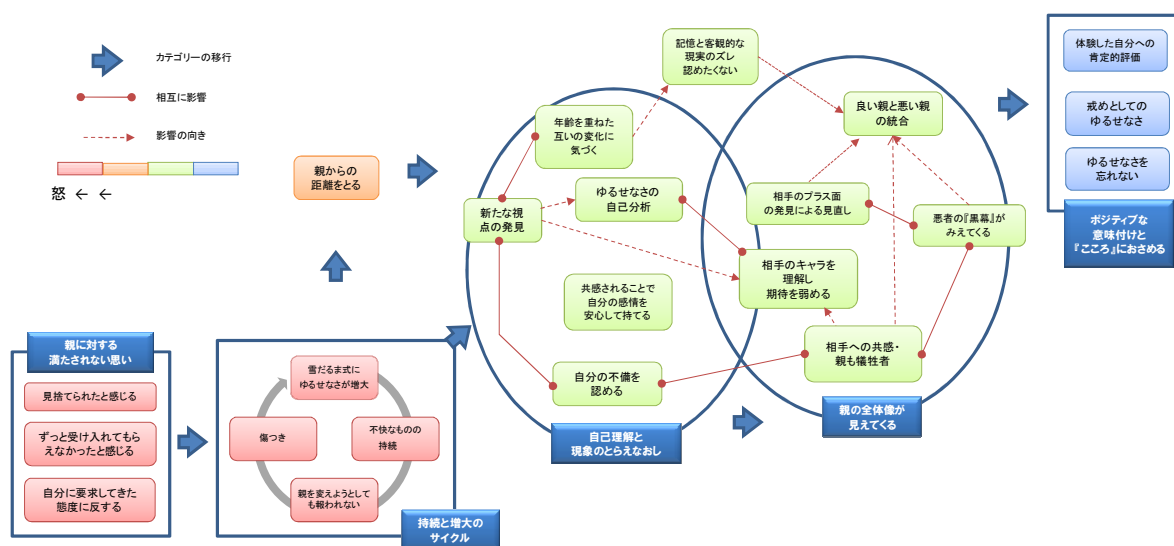 カテゴリーの移行
相互に影響
影響の向き
怒 ← ←
親に対する
満たされない思い
見捨てられたと感じる
ずっと受け入れてもら
えなかったと感じる
自分に要求してきた
態度に反する
雪だるま式に
ゆるせなさが増大
傷つき
不快なものの
持続
親を変えようとして
も報われない
持続と増大の
サイクル
親からの
距離をとる
記憶と客観的な
現実のズレ
認めたくない
年齢を重ねた
互いの変化に
気づく
新たな視
点の発見
ゆるせなさの
自己分析
共感されることで
自分の感情を
安心して持てる
自分の不備を
認める
自己理解と
現象のとらえなおし
良い親と悪い親
の統合
相手のプラス面
の発見による見直し
悪者の『黒幕』が
みえてくる
相手のキャラを
理解し
期待を弱める
相手への共感・
親も犠牲者
親の全体像が
見えてくる
体験した自分への
肯定的評価
戒めとしての
ゆるせなさ
ゆるせなさを
忘れない
ポジティブな
意味付けと
『こころ』におさめる